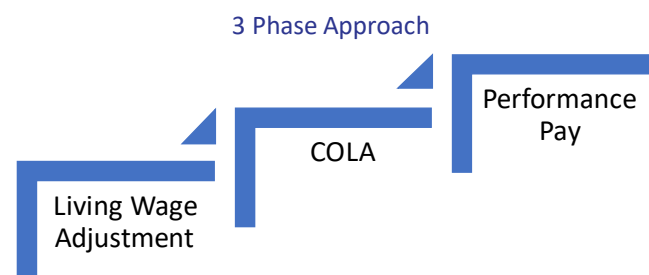 3 Phase Approach
Performance
Pay
COLA
Living Wage
Adjustment